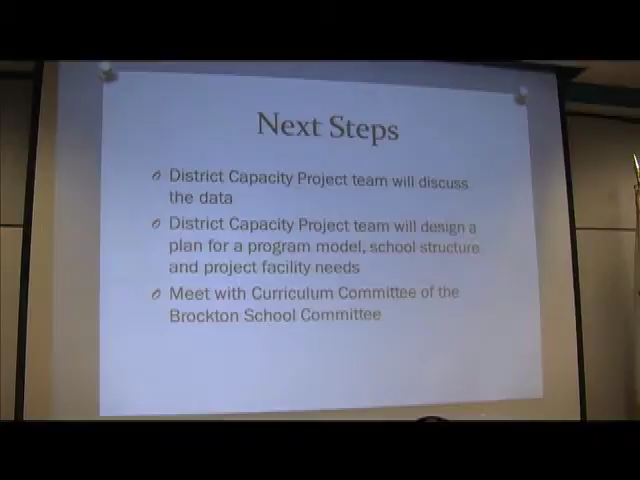 Next Steps
District Capacity Project team will discuss
the data
District Capacity Project team will design a
plan for a program model, school structure
and project facility needs
Meet with Curriculum Committee of the
Brockton School Committee